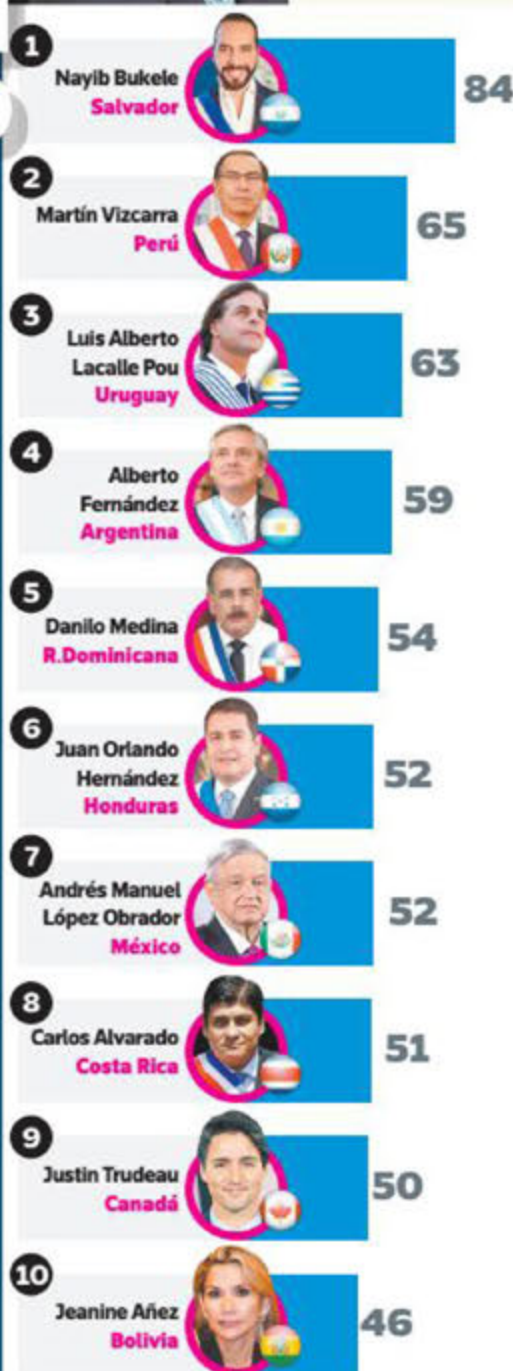 1
Nayib Bukele
Salvador
84
2
Martín Vizcarra
Perú
65
3
Luis Alberto
Lacalle Pou
Uruguay
63
4
Alberto
Fernández
Argentina
59
5
Danilo Medina
R.Dominicana
54
6
Juan Orlando
Hernández
Honduras
52
7
Andrés Manuel
López Obrador
México
52
8
Carlos Alvarado
Costa Rica
51
9
Justin Trudeau
Canadá
50
10
Jeanine Añez
Bolivia
46